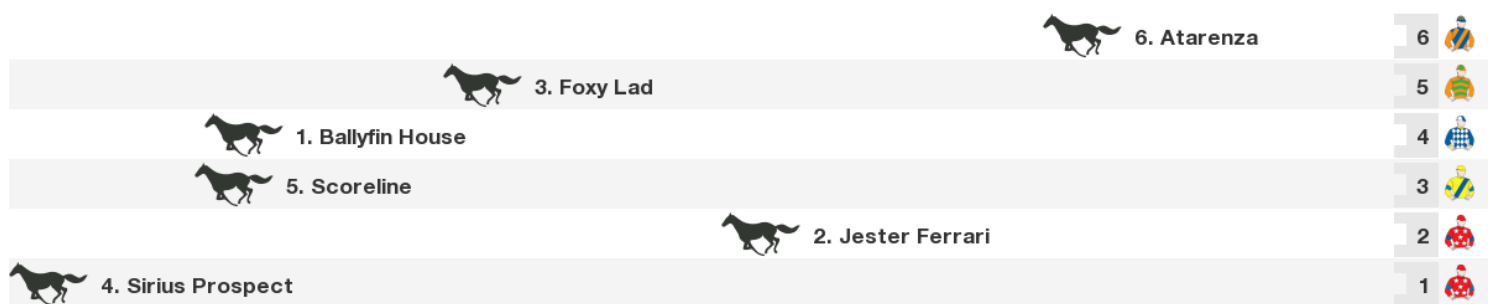 6. Atarenza 6
3. Foxy Lad 5
1. Ballyfin House 4
5. Scoreline 3
2. Jester Ferrari 2
4. Sirius Prospect 1